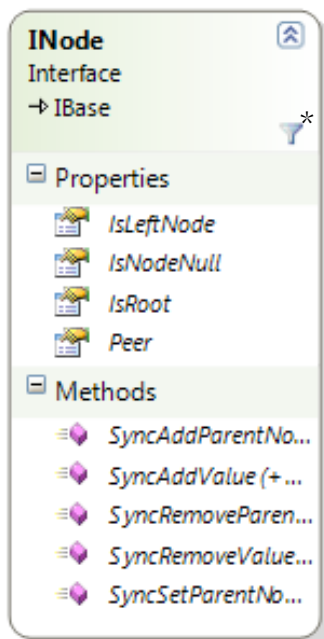 INode
Interface
→ IBase
*
Properties
IsLeftNode
IsNodeNull
IsRoot
Peer
Methods
SyncAddParentNo...
SyncAddValue (+ ...
SyncRemoveParen...
SyncRemoveValue...
SyncSetParentNo...